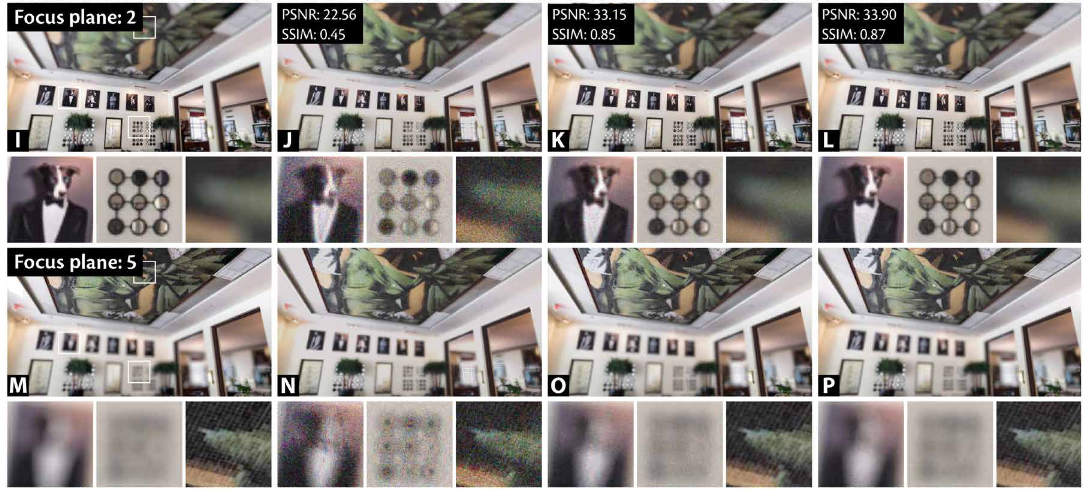 Focus plane: 2
PSNR: 22.56
SSIM: 0.45
PSNR: 33.15
SSIM: 0.85
PSNR: 33.90
SSIM: 0.87
I
J
K
L
Focus plane: 5
M
N
O
P